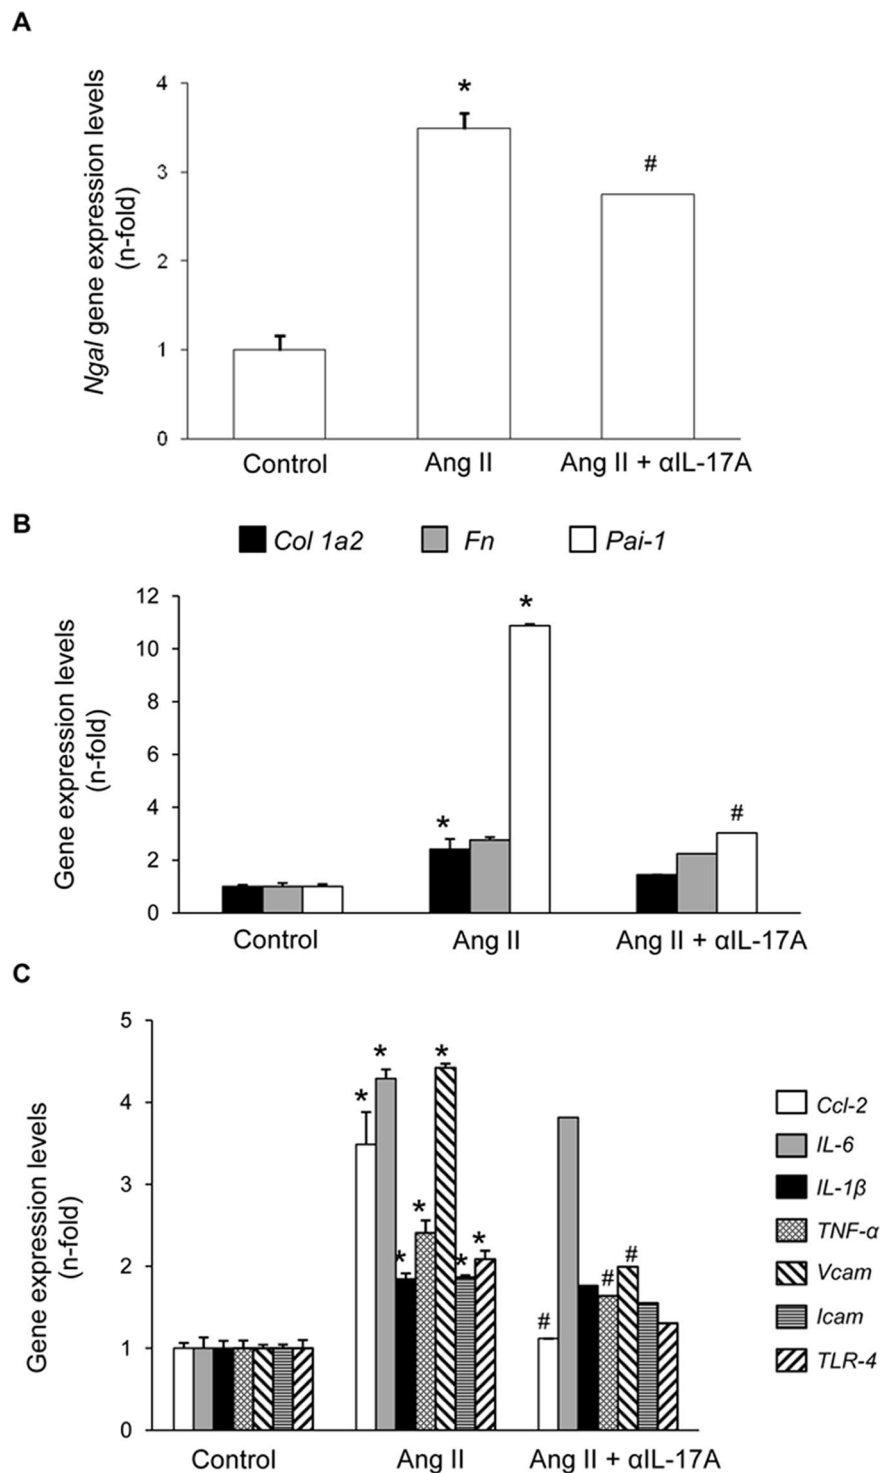 A
Ngal gene expression levels
(n-fold)
4
3
2
1
0
*
#
Control Ang II Ang II + αIL-17A
B
Col 1a2 Fn Pai-1
Gene expression levels
(n-fold)
12
10
8
6
4
2
0
*
*
#
Control Ang II Ang II + αIL-17A
C
Gene expression levels
(n-fold)
5
4
3
2
1
0
*
*
*
*
*
*
*
#
#
#
Control Ang II Ang II + αIL-17A
Ccl-2
IL-6
IL-1β
TNF-α
Vcam
Icam
TLR-4